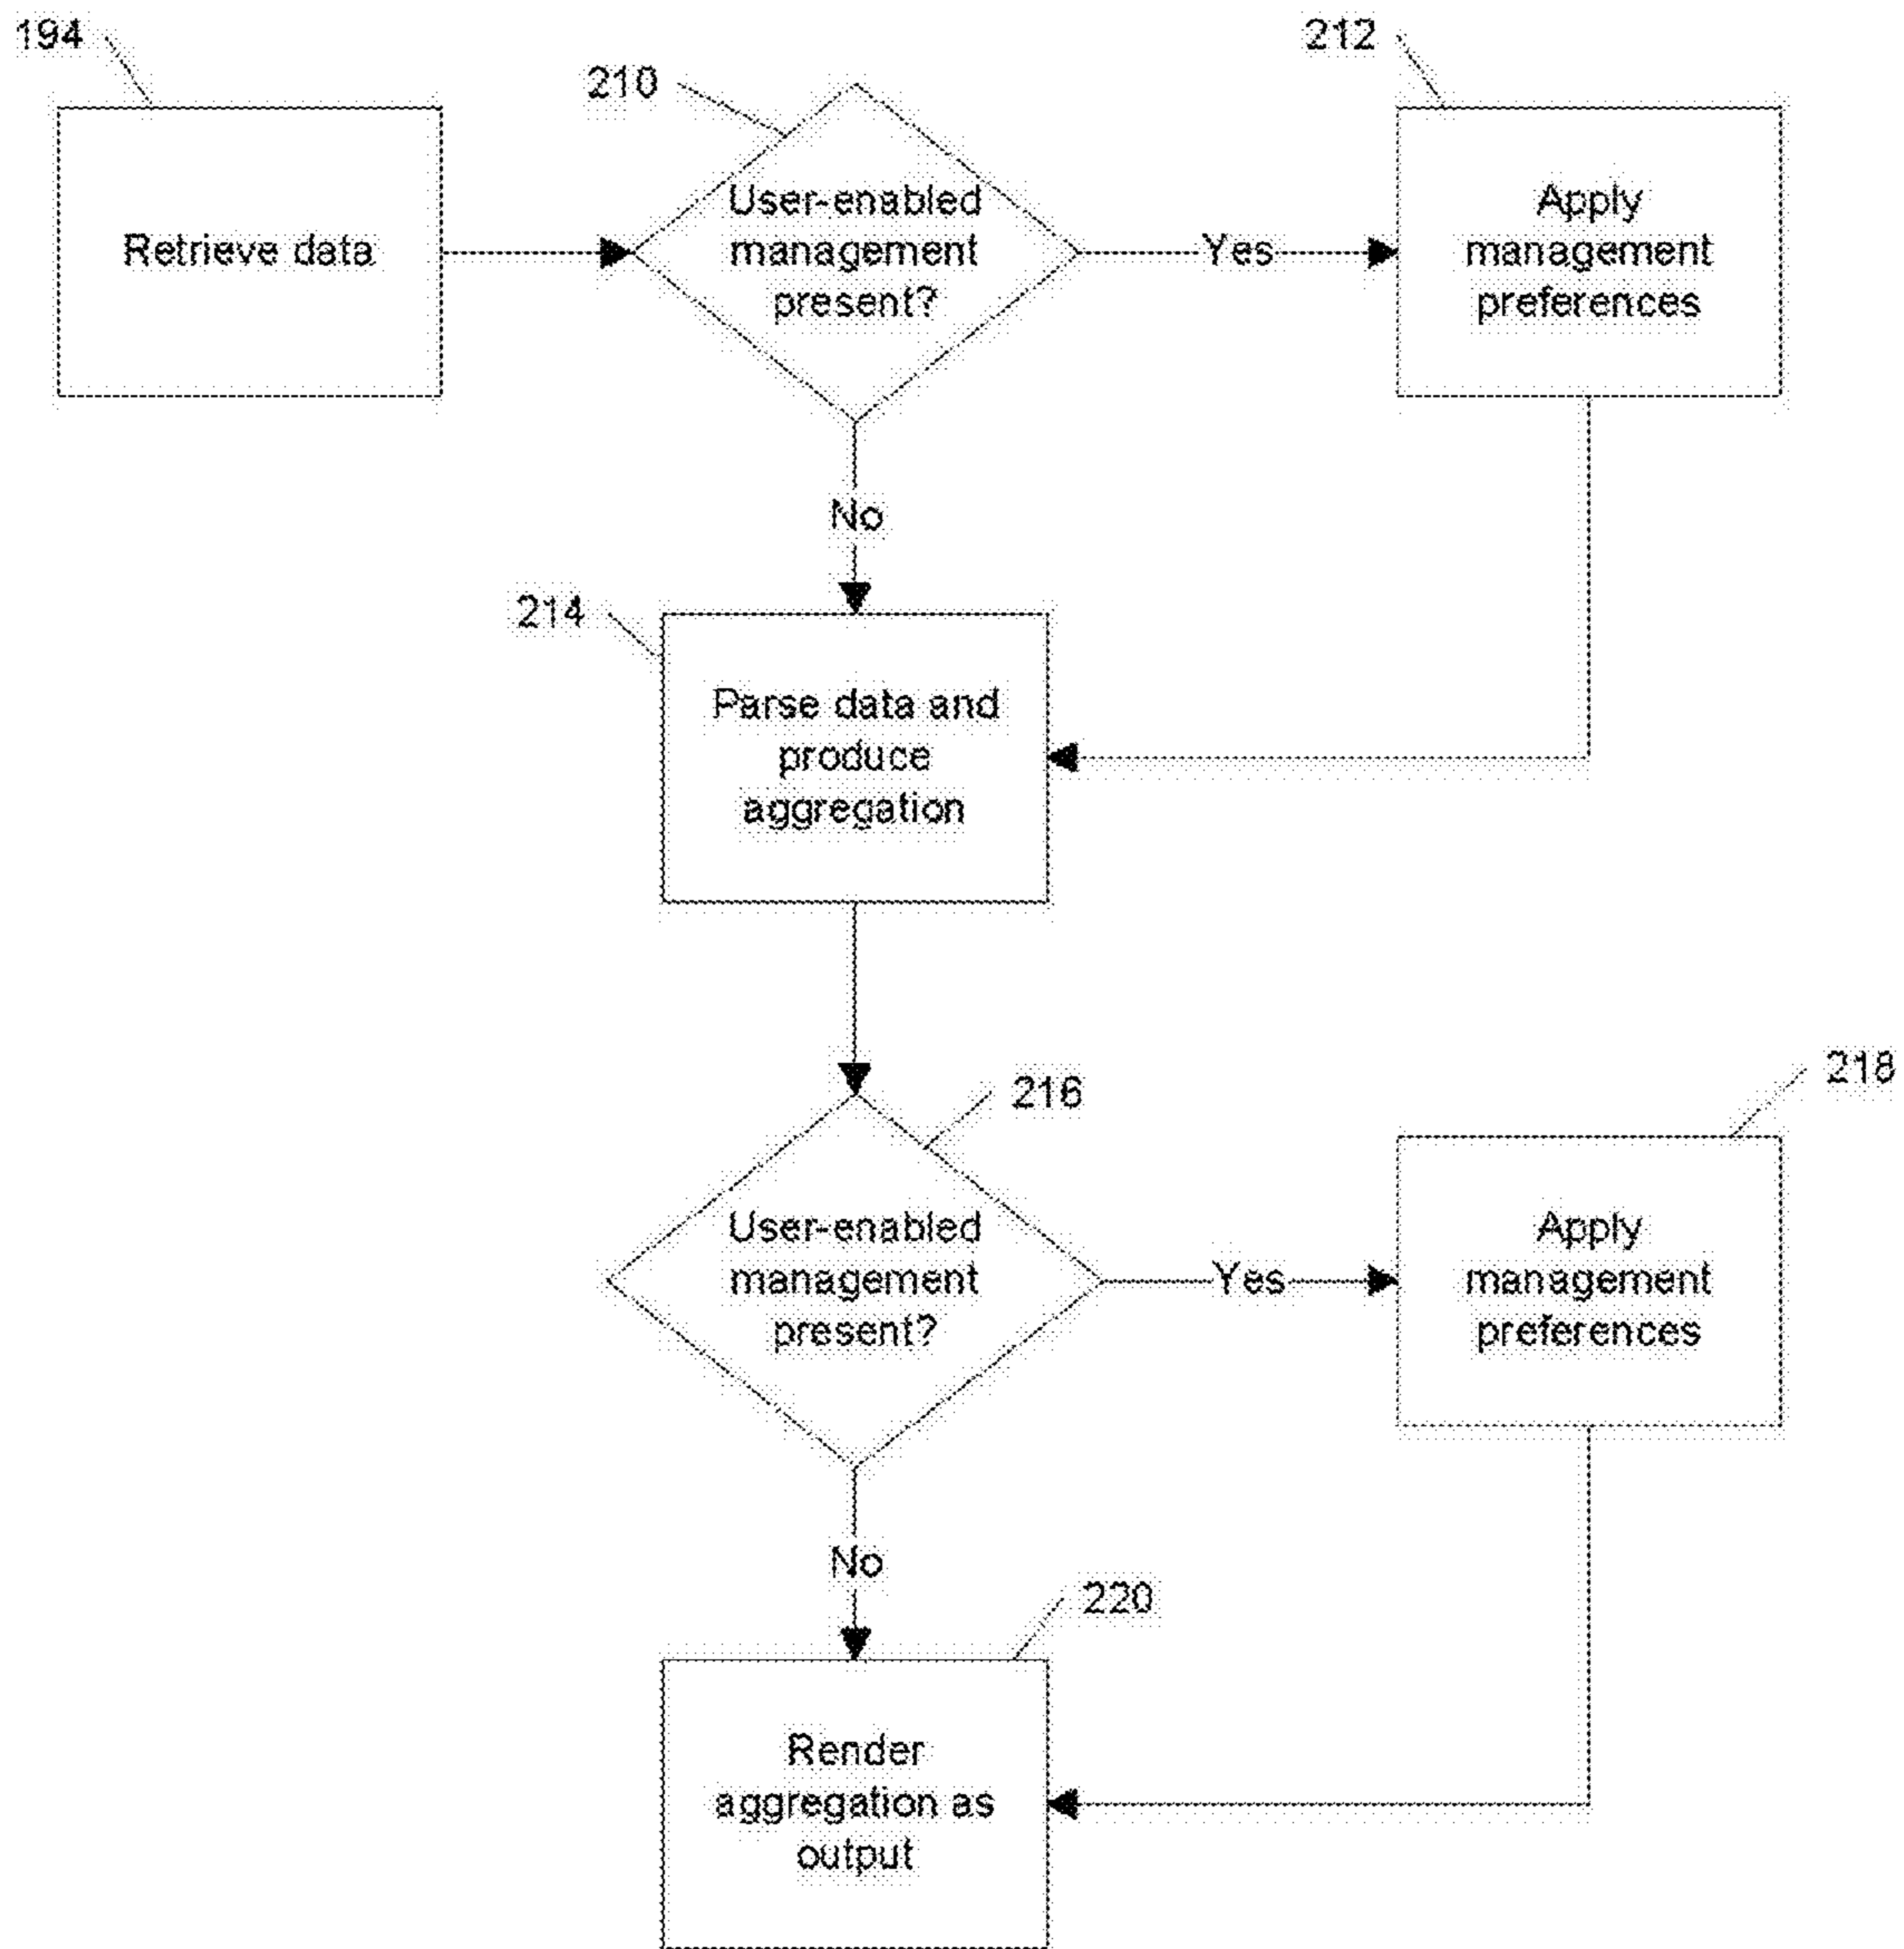 194
210
212
Retrieve data
User-enabled
management
present?
Yes
Apply
management
preferences
No
214
Parse data and
produce
aggregation
216
218
User-enabled
management
present?
Yes
Apply
management
preferences
No
220
Render
aggregation as
output